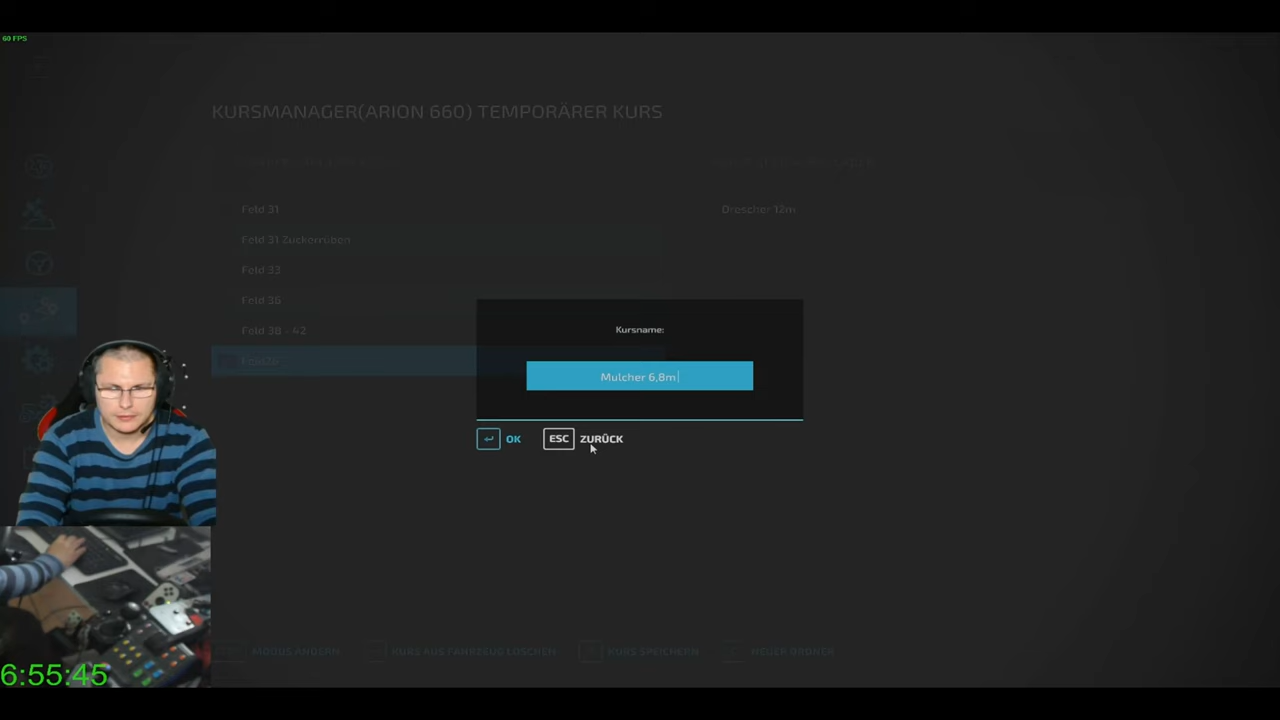 60 FPS
KURSMANAGER(ARION 660) TEMPORÄRER KURS
Feld 31
Drescher 12m
Feld 31 Zuckerrüben
Feld 33
Feld 36
Feld 38 - 42
Kursname:
Mulcher 6,8m
OK
ESC ZURÜCK
MODUS ÄNDERN
KURS AUS FAHRZEUG LÖSCHEN
KURS SPEICHERN
NEUER ORDNER
6:55:45